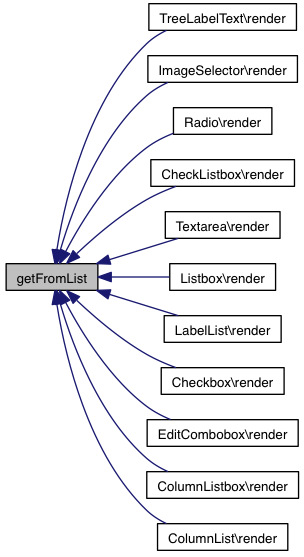 TreeLabelText\render
ImageSelector\render
Radio\render
CheckListbox\render
Textarea\render
getFromList
Listbox\render
LabelList\render
Checkbox\render
EditCombobox\render
ColumnListbox\render
ColumnList\render